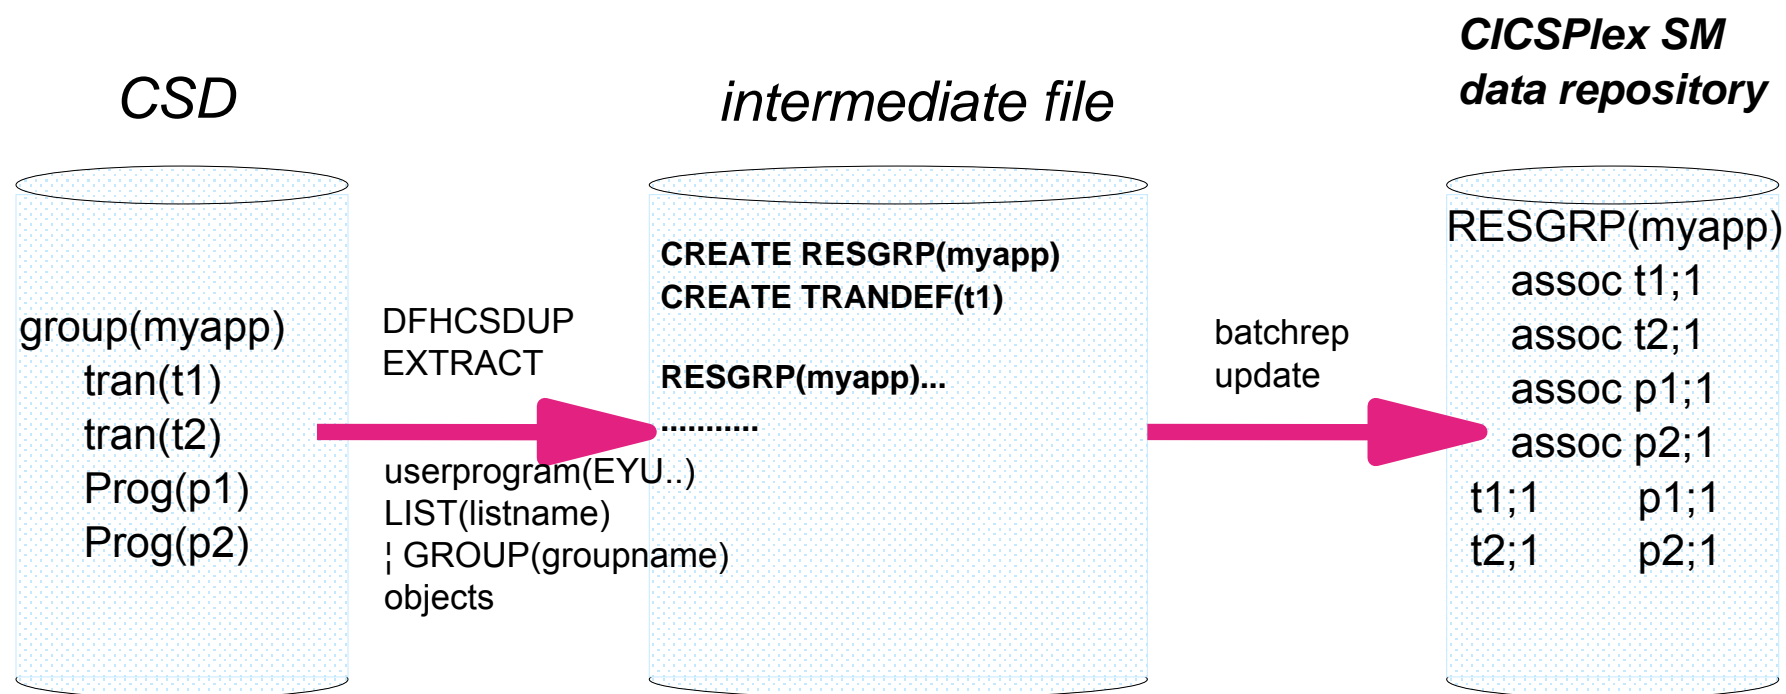 CSD
group(myapp)
tran(t1)
tran(t2)
Prog(p1)
Prog(p2)
DFHCSDUP
EXTRACT
userprogram(EYU..)
LIST(listname)
¦ GROUP(groupname)
objects
intermediate file
CREATE RESGRP(myapp)
CREATE TRANDEF(t1)
RESGRP(myapp)...
...........
batchrep
update
CICSPlex SM
data repository
RESGRP(myapp)
assoc t1;1
assoc t2;1
assoc p1;1
assoc p2;1
t1;1 p1;1
t2;1 p2;1